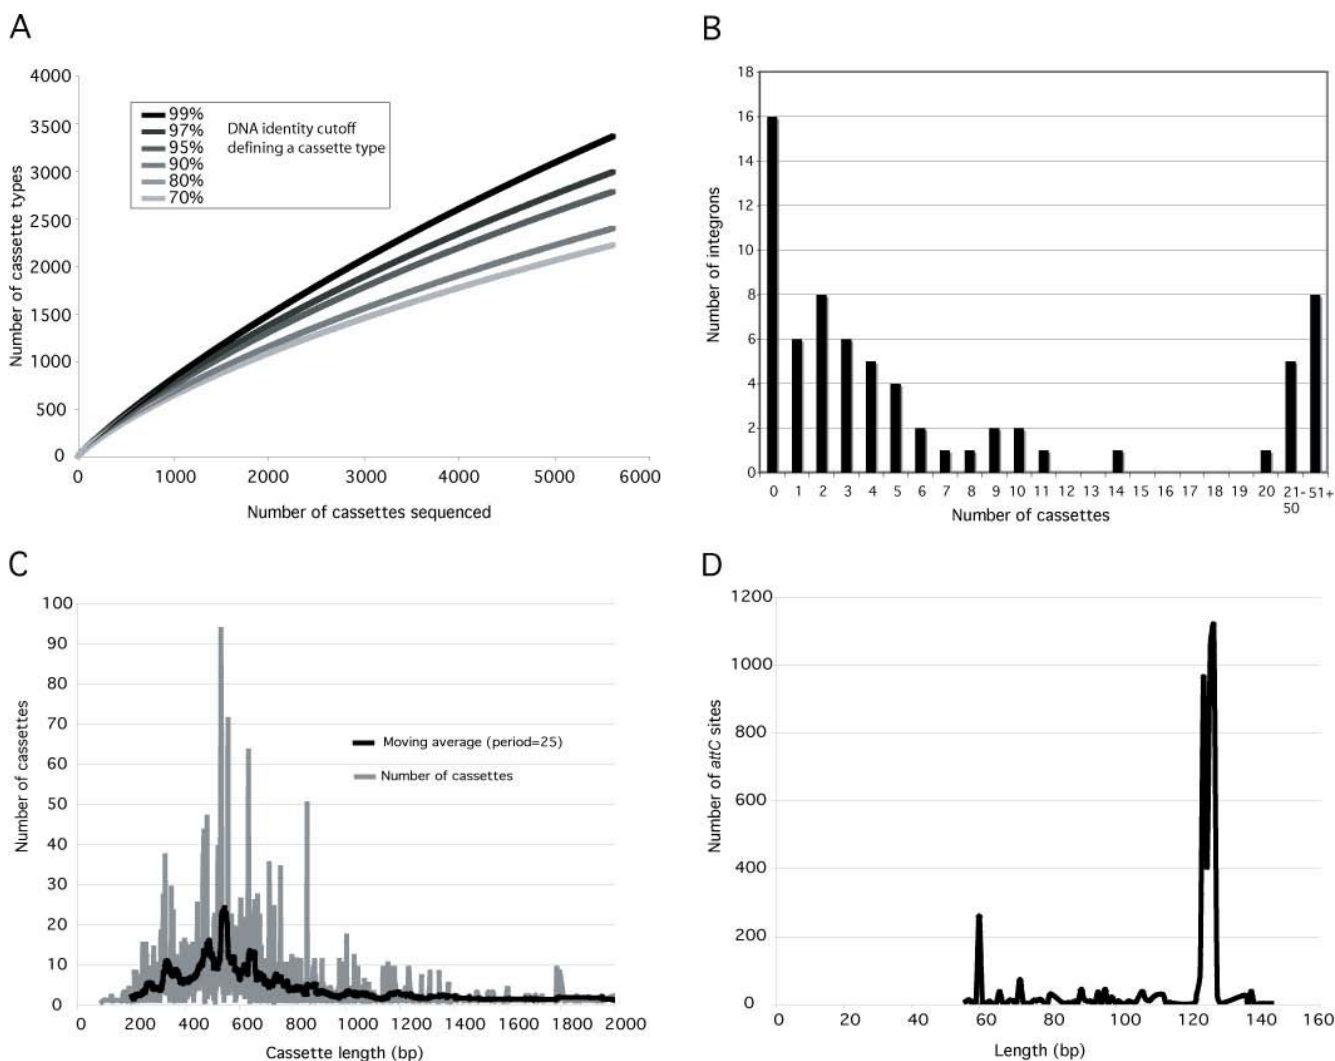 A
4000
3500
3000
2500
2000
1500
1000
500
0
Number of cassette types
99%
97%
95%
90%
80%
70%
DNA identity cutoff
defining a cassette type
0 1000 2000 3000 4000 5000 6000
Number of cassettes sequenced
B
18
16
14
12
10
8
6
4
2
0
Number of integrons
0 1 2 3 4 5 6 7 8 9 10 11 12 13 14 15 16 17 18 19 20 21- 51+
50
Number of cassettes
C
100
90
80
70
60
50
40
30
20
10
0
Number of cassettes
Moving average (period=25)
Number of cassettes
0 200 400 600 800 1000 1200 1400 1600 1800 2000
Cassette length (bp)
D
1200
1000
800
600
400
200
0
Number of attC sites
0 20 40 60 80 100 120 140 160
Length (bp)